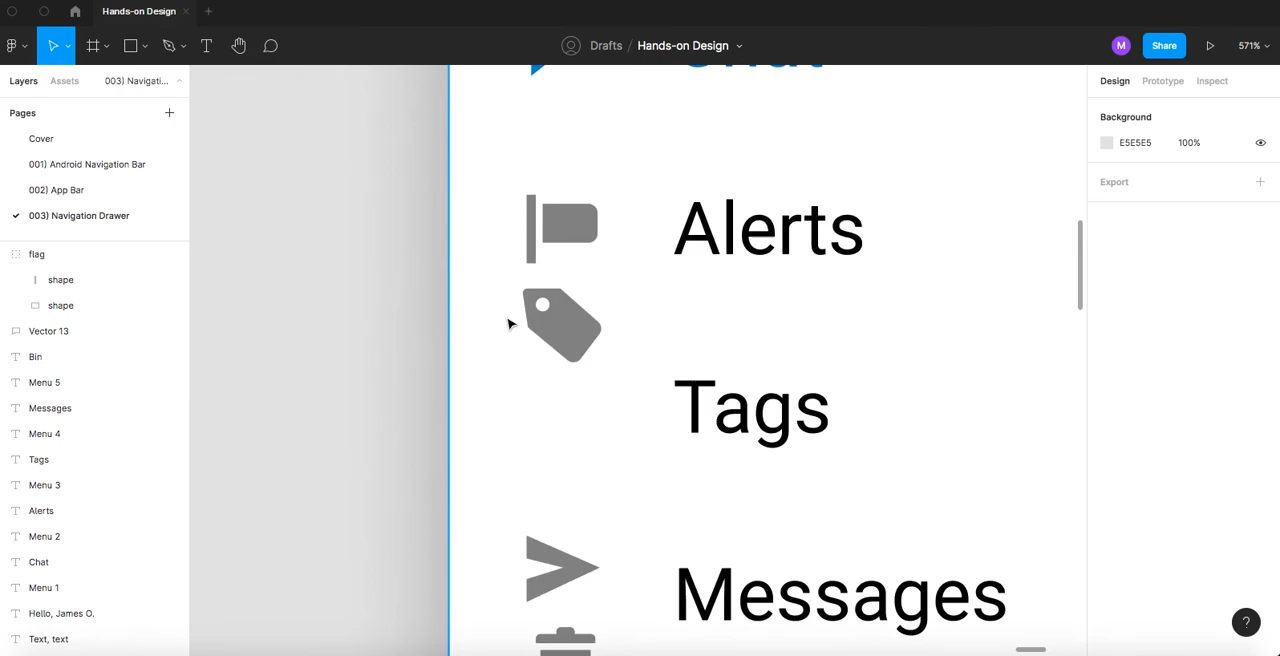 Hands-on Design
Drafts / Hands-on Design
M
Share
571%
Layers
Assets
003) Navigati...
Pages
Cover
001) Android Navigation Bar
002) App Bar
003) Navigation Drawer
flag
shape
shape
Vector 13
Bin
Menu 5
Messages
Menu 4
Tags
Menu 3
Alerts
Menu 2
Chat
Menu 1
Hello, James O.
Text, text
Chat
Alerts
Tags
Messages
Design
Prototype
Inspect
Background
E5E5E5
100%
Export
?